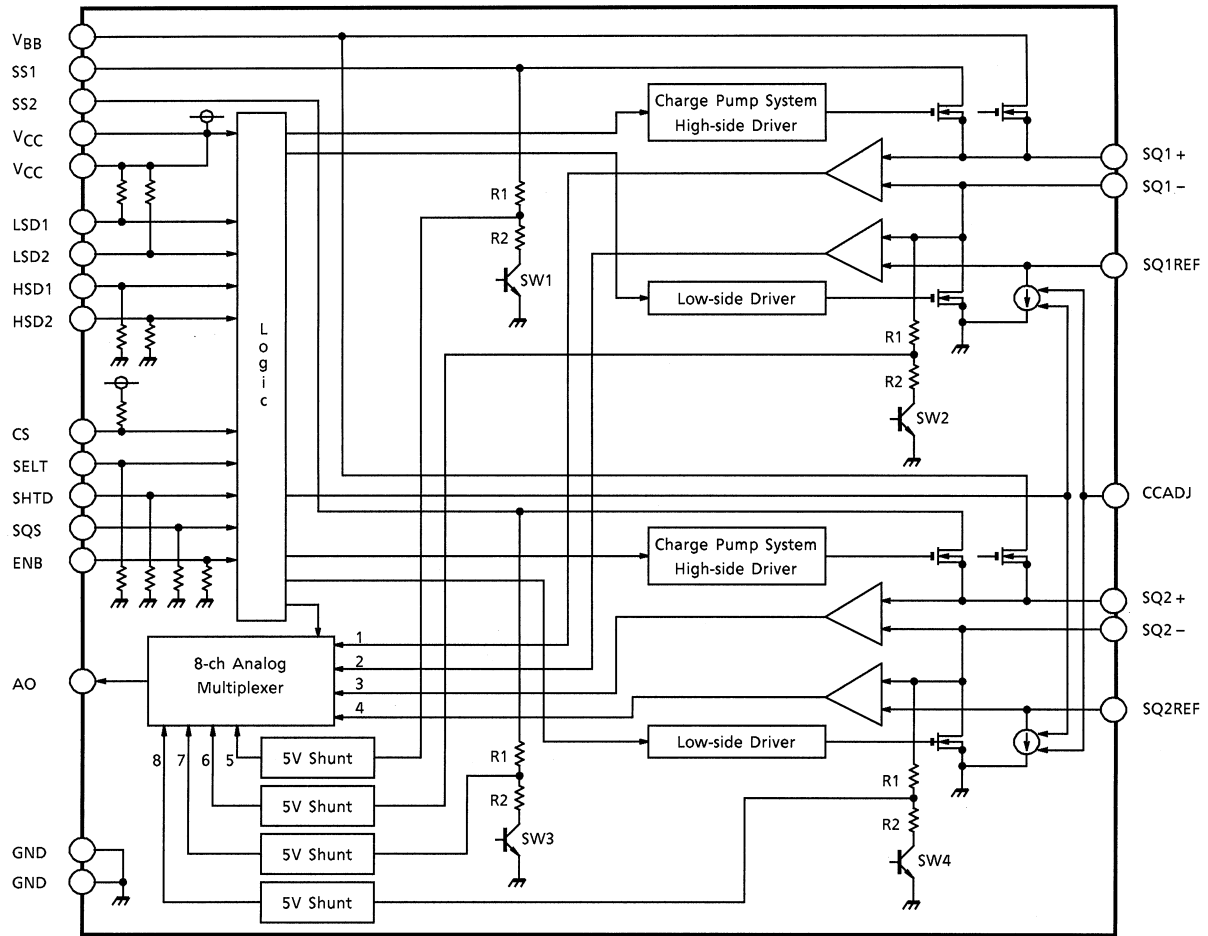 VBB
SS1
SS2
VCC
VCC
LSD1
LSD2
HSD1
HSD2
CS
SELT
SHTD
SQS
ENB
AO
GND
GND
Logic
Charge Pump System
High-side Driver
SQ1+
SQ1−
SQ1REF
R1
R2
SW1
Low-side Driver
R1
R2
SW2
CCADJ
Charge Pump System
High-side Driver
SQ2+
SQ2−
SQ2REF
8-ch Analog
Multiplexer
1
2
3
4
8
7
6
5
5V Shunt
5V Shunt
5V Shunt
5V Shunt
R1
R2
SW3
Low-side Driver
R1
R2
SW4